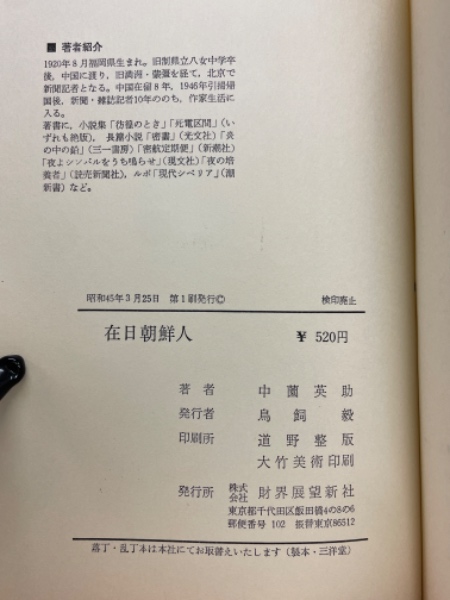 ■ 著者紹介
1920年8月福岡県生まれ。旧制県立八女中学卒
後,中国に渡り,旧満洲・蒙疆を経て,北京で
新聞記者となる。中国在留8年,1946年引揚帰
国後,新聞・雑誌記者10年ののち,作家生活に
入る。
著書に,小説集「彷徨のとき」「死電区間」(い
ずれも絶版),長篇小説「密書」(光文社)「炎
の中の鉛」(三一書房)「密航定期便」(新潮社)
「夜よシンバルをうち鳴らせ」(現文社)「夜の培
養者」(読売新聞社),ルポ「現代シベリア」(潮
新書)など。
昭和45年3月25日 第1刷発行© 検印廃止
在日朝鮮人 ¥ 520円
著者 中薗英助
発行者 鳥飼毅
印刷所 道野整版
大竹美術印刷
発行所 株式会社 財界展望新社
東京都千代田区飯田橋4の8の6
郵便番号 102 振替東京86512
落丁・乱丁本は本社にてお取替えいたします(製本・三洋堂)